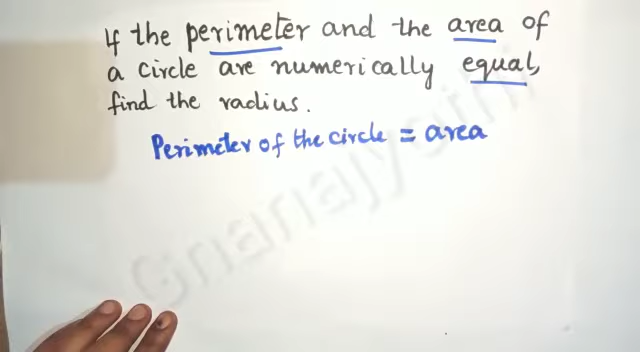 If the perimeter and the area of
a circle are numerically equal,
find the radius.
Perimeter of the circle = area
Gnanajyothi